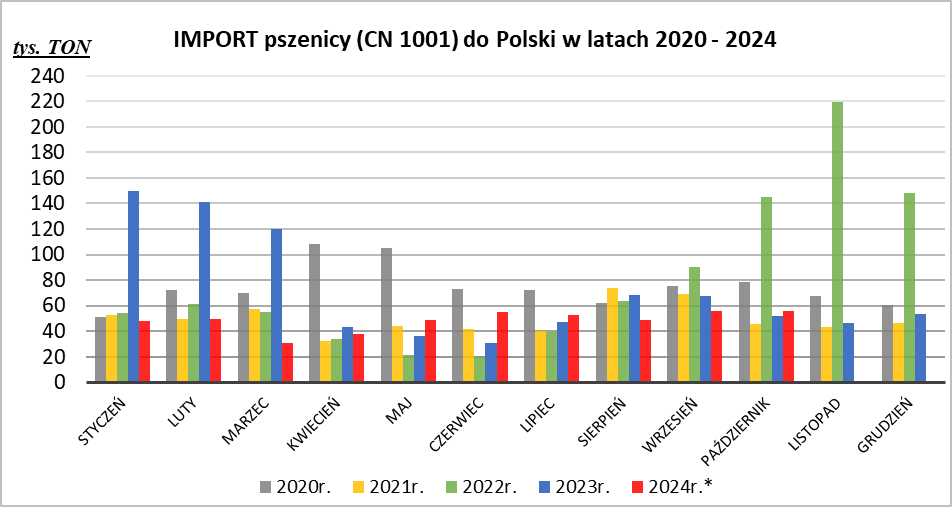 IMPORT pszenicy (CN 1001) do Polski w latach 2020 - 2024
tys. TON
240
220
200
180
160
140
120
100
80
60
40
20
0
STYCZEŃ
LUTY
MARZEC
KWIECIEŃ
MAJ
CZERWIEC
LIPIEC
SIERPIEŃ
WRZESIEŃ
PAŹDZIERNIK
LISTOPAD
GRUDZIEŃ
2020r. 2021r. 2022r. 2023r. 2024r.*